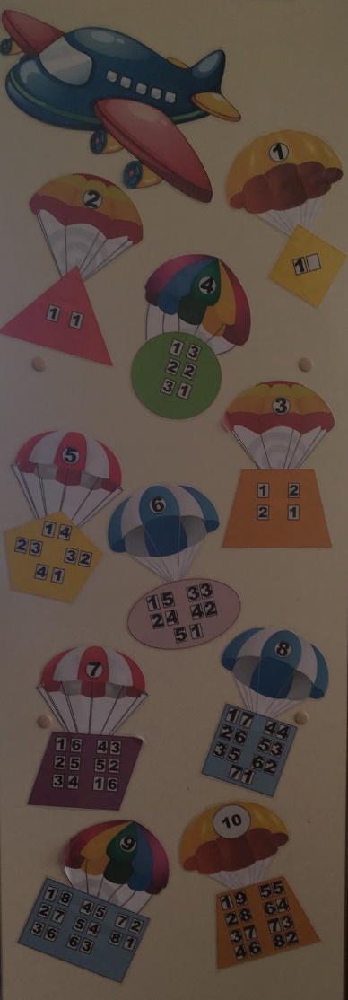 1
1
2
1 1
4
1 3
2 2
3 1
3
1 2
2 1
5
1 4
2 3 3 2
4 1
6
1 5 3 3
2 4 4 2
5 1
7
1 6 4 3
2 5 5 2
3 4 1 6
8
1 7 4 4
2 6 5 3
3 5 6 2
7 1
9
1 8 4 5 7 2
2 7 5 4 8 1
3 6 6 3
10
1 9 5 5
2 8 6 4
3 7 7 3
4 6 8 2